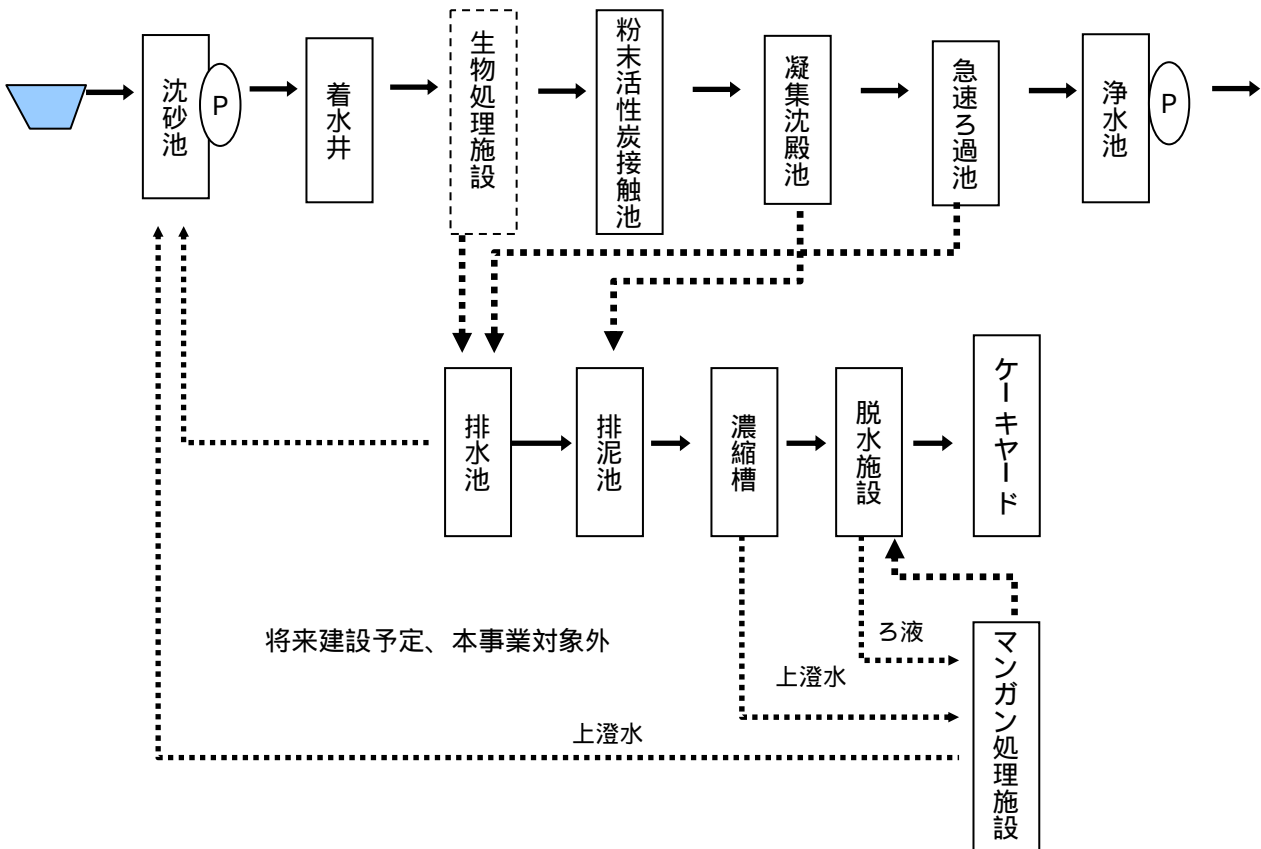 沈砂池
P
着水井
生物処理施設
粉末活性炭接触池
凝集沈殿池
急速ろ過池
浄水池
P
排水池
排泥池
濃縮槽
脱水施設
ケーキヤード
将来建設予定、本事業対象外
ろ液
上澄水
上澄水
マンガン処理施設